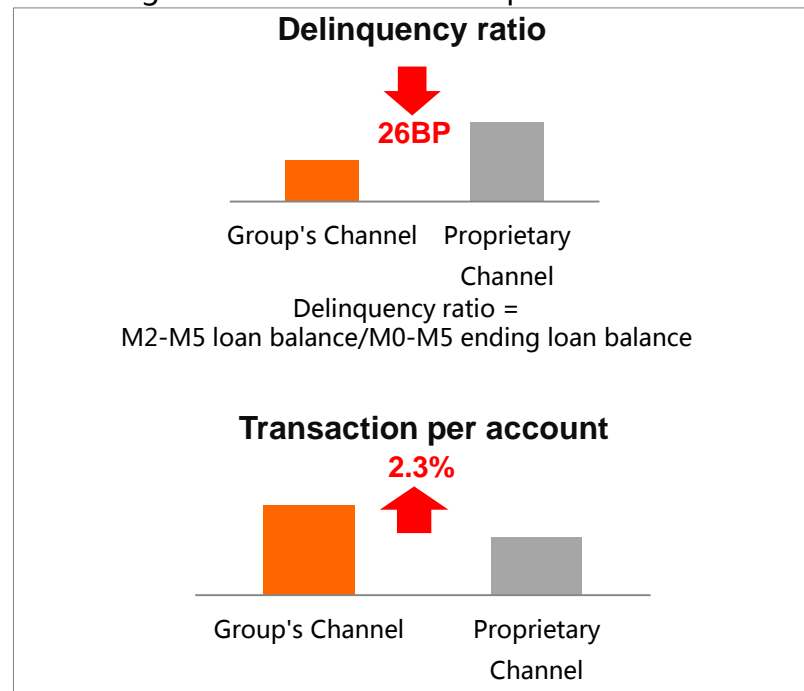 Delinquency ratio
26BP
Group's Channel Proprietary
Channel
Delinquency ratio =
M2-M5 loan balance/M0-M5 ending loan balance
Transaction per account
2.3%
Group's Channel Proprietary
Channel